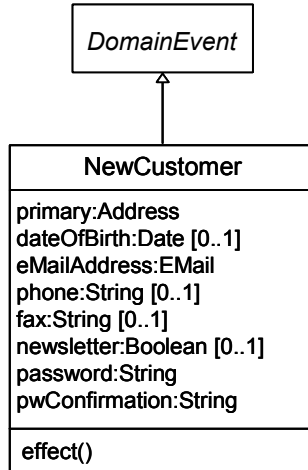 DomainEvent
NewCustomer
primary:Address
dateOfBirth:Date [0..1]
eMailAddress:EMail
phone:String [0..1]
fax:String [0..1]
newsletter:Boolean [0..1]
password:String
pwConfirmation:String
effect()